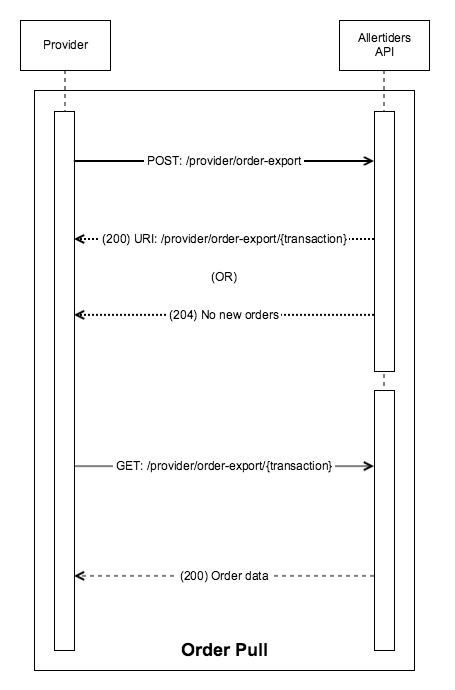 Provider
Allertiders
API
POST: /provider/order-export
(200) URI: /provider/order-export/{transaction}
(OR)
(204) No new orders
GET: /provider/order-export/{transaction}
(200) Order data
Order Pull